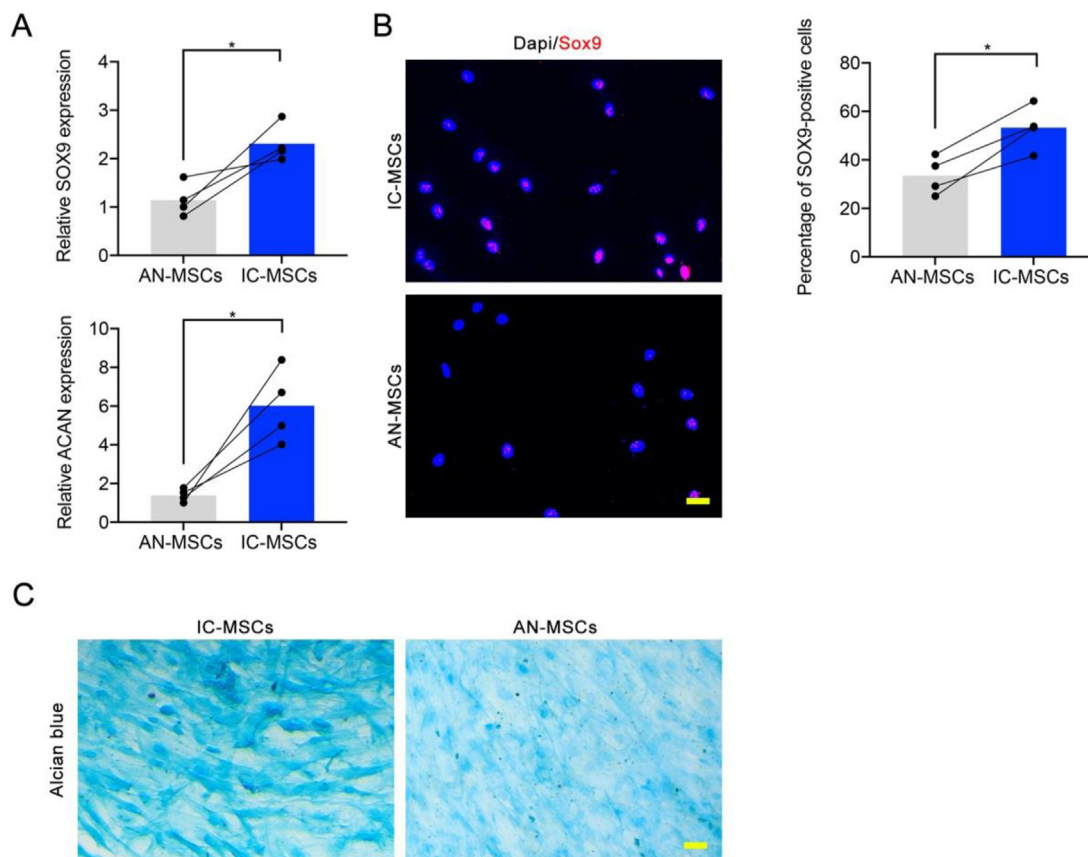 A
Relative SOX9 expression
4
3
2
1
0
*
AN-MSCs IC-MSCs
Relative ACAN expression
10
8
6
4
2
0
*
AN-MSCs IC-MSCs
B
Dapi/Sox9
IC-MSCs
AN-MSCs
Percentage of SOX9-positive cells
80
60
40
20
0
*
AN-MSCs IC-MSCs
C
IC-MSCs AN-MSCs
Alcian blue